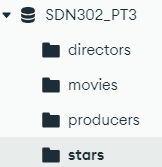 SDN302_PT3
directors
movies
producers
stars